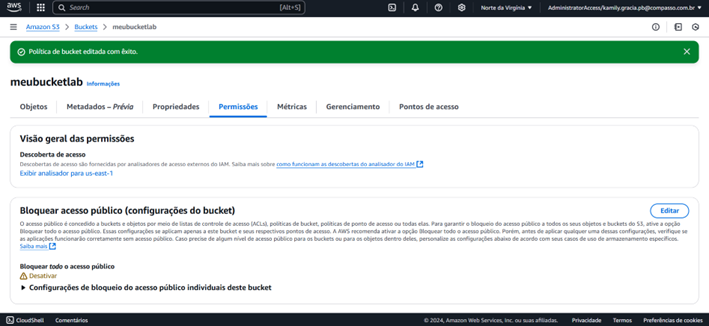 aws
Search
[Alt+S]
Norte da Virgínia
AdministratorAccess/kamily.gracia.pb@compasso.com.br
Amazon S3
Buckets
meubucketlab
Política de bucket editada com êxito.
meubucketlab
Informações
Objetos
Metadados – Prévia
Propriedades
Permissões
Métricas
Gerenciamento
Pontos de acesso
Visão geral das permissões
Descoberta de acesso
Descobertas de acesso são fornecidas por analisadores de acesso externos do IAM. Saiba mais sobre como funcionam as descobertas do analisador do IAM
Exibir analisador para us-east-1
Bloquear acesso público (configurações do bucket)
Editar
O acesso público é concedido a buckets e objetos por meio de listas de controle de acesso (ACLs), políticas de bucket, políticas de ponto de acesso ou todas elas. Para garantir o bloqueio do acesso público a todos os seus objetos e buckets do S3, ative a opção
Bloquear todo o acesso público. Essas configurações se aplicam apenas a este bucket e seus respectivos pontos de acesso. A AWS recomenda ativar a opção Bloquear todo o acesso público. Porém, antes de aplicar qualquer uma dessas configurações, verifique se
as aplicações funcionarão corretamente sem acesso público. Caso precise de algum nível de acesso público para os buckets ou para os objetos dentro deles, personalize as configurações abaixo de acordo com seus casos de uso de armazenamento específicos.
Saiba mais
Bloquear todo o acesso público
Desativar
Configurações de bloqueio do acesso público individuais deste bucket
CloudShell
Comentários
© 2024, Amazon Web Services, Inc. ou suas afiliadas.
Privacidade
Termos
Preferências de cookies